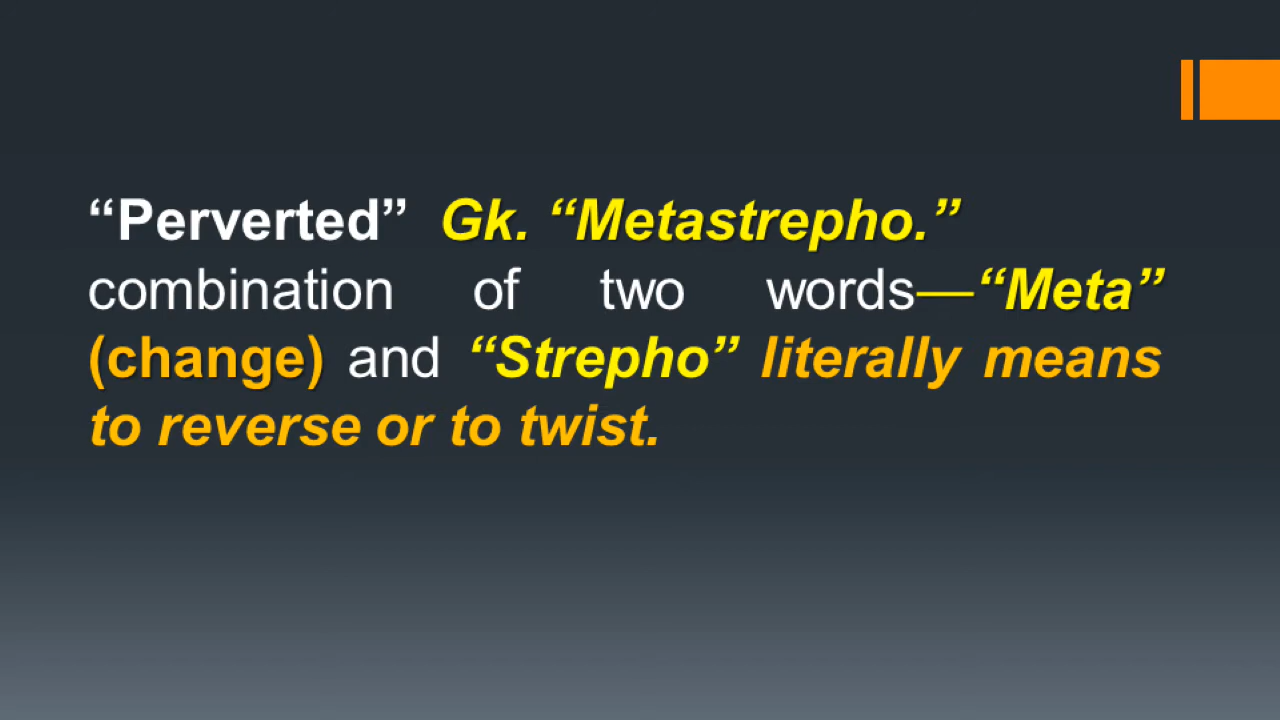 “Perverted” Gk. “Metastrepho.”
combination of two words—“Meta”
(change) and “Strepho” literally means
to reverse or to twist.